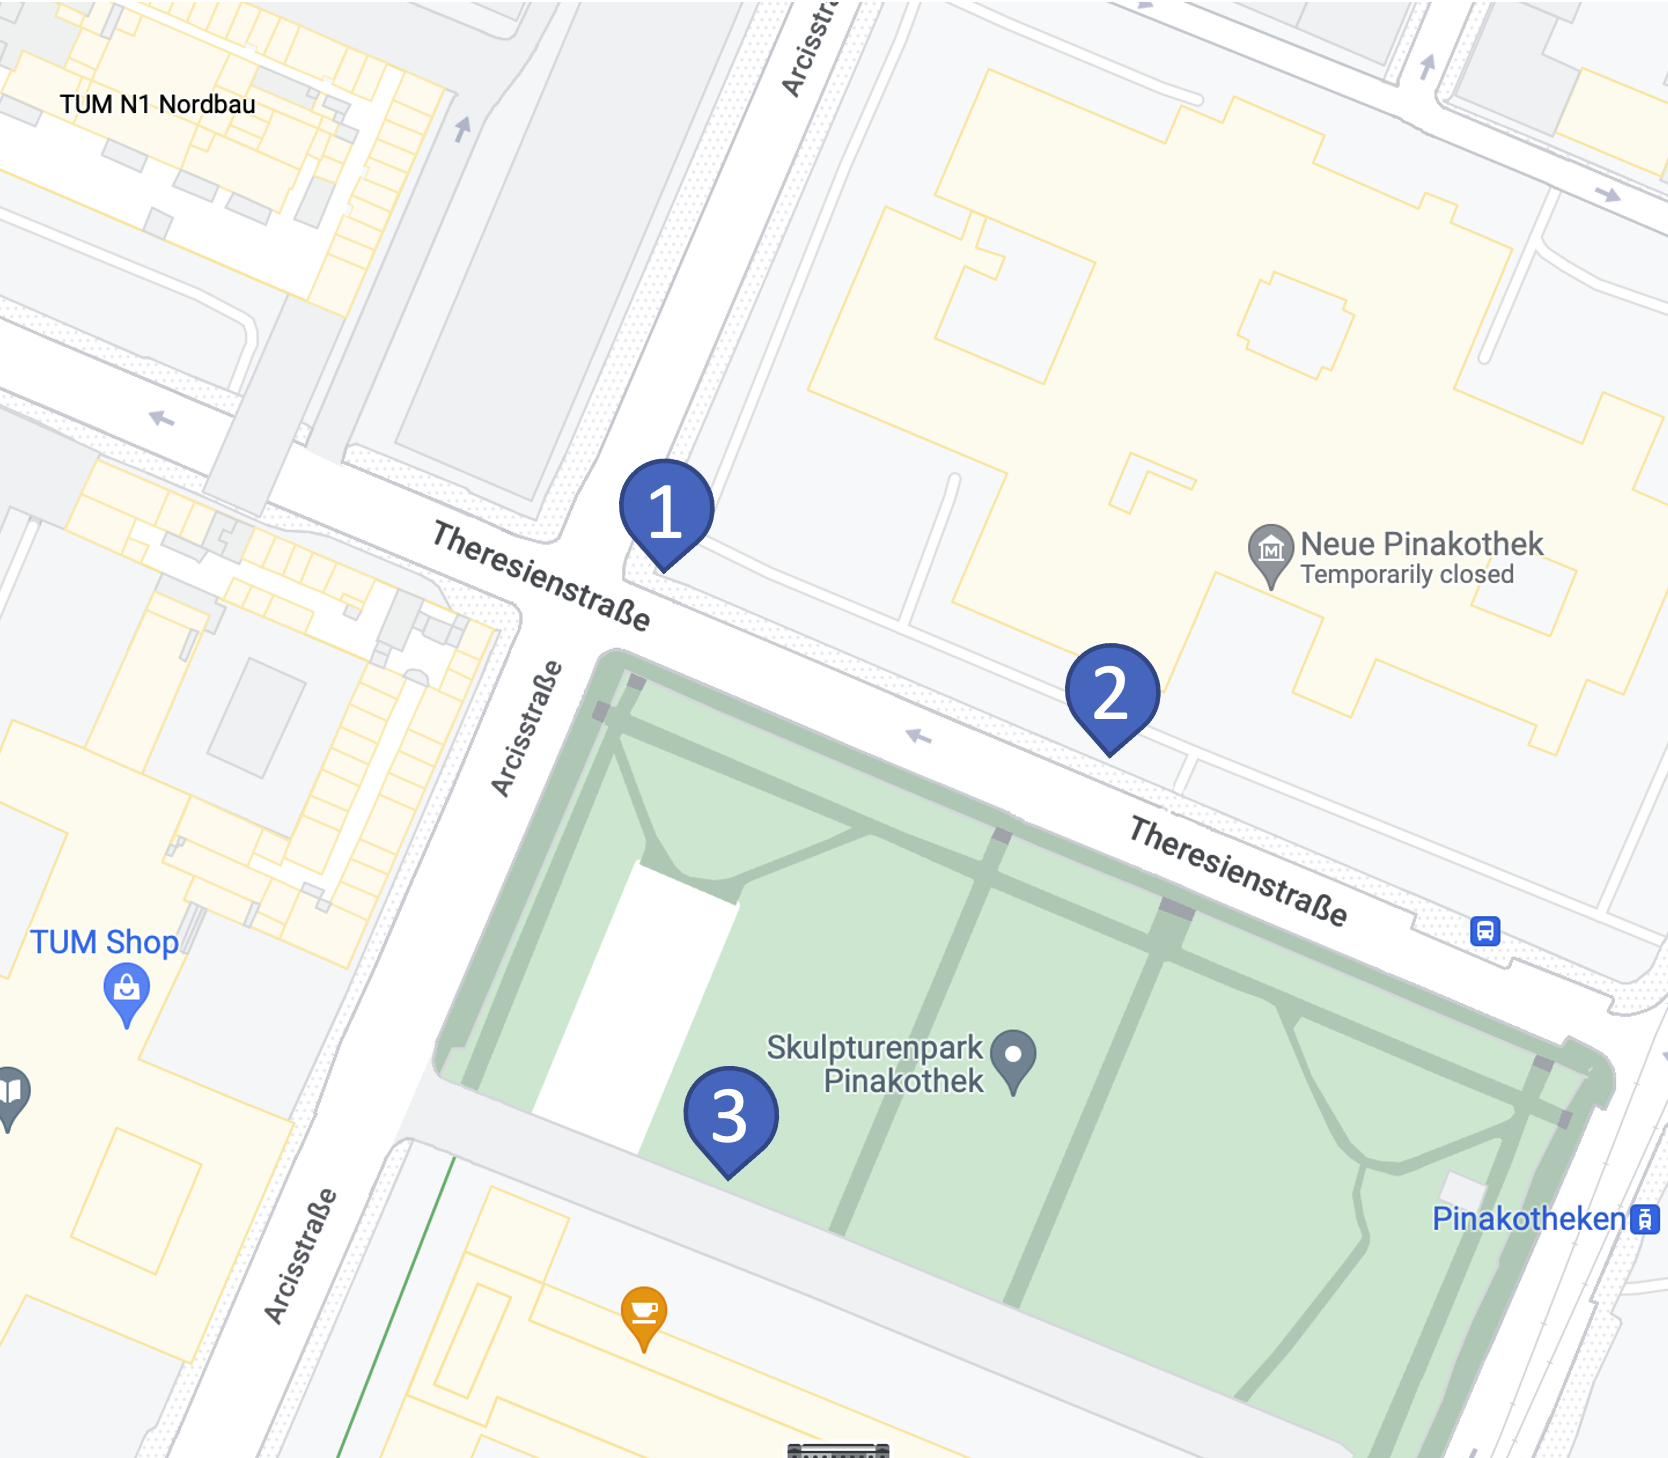 Arcisstra
TUM N1 Nordbau
1
Theresienstraße
Neue Pinakothek
Temporarily closed
2
Arcisstraße
Theresienstraße
TUM Shop
Skulpturenpark
Pinakothek
3
Pinakotheken
Arcisstraße